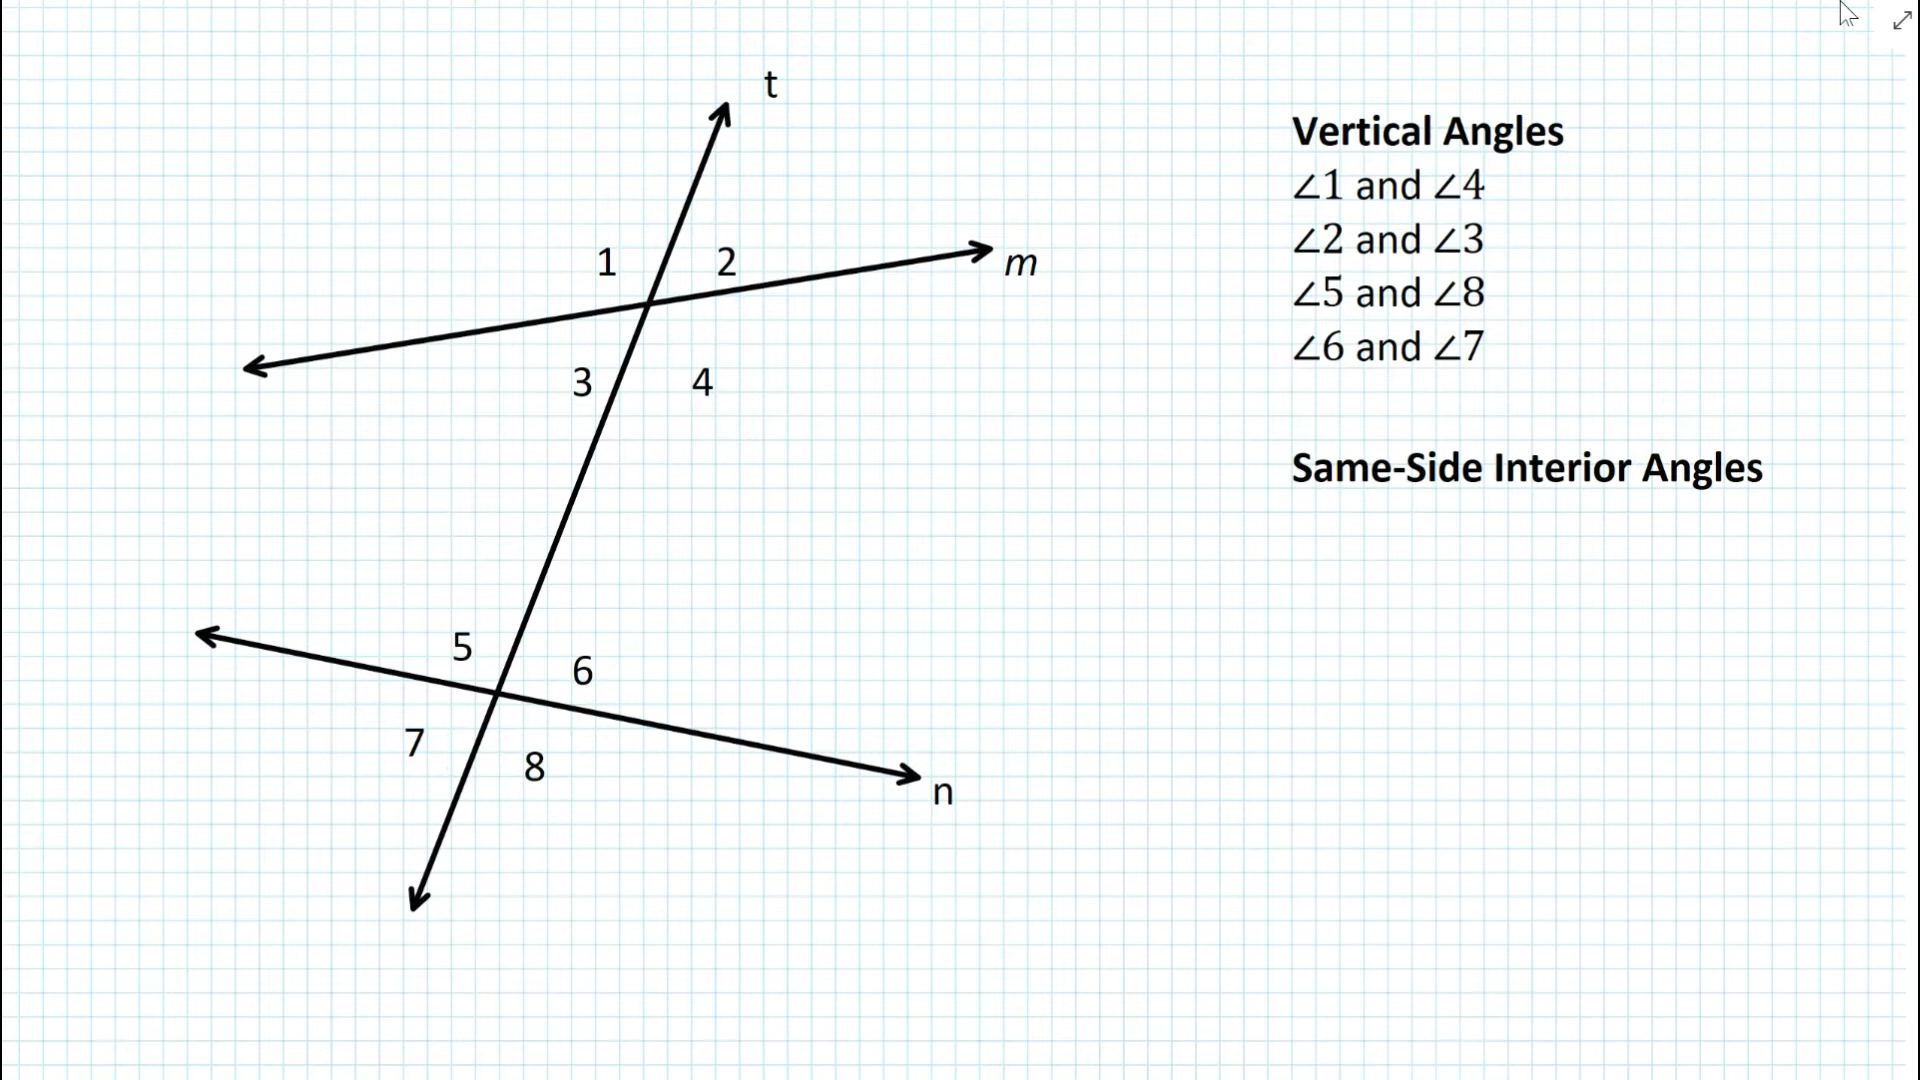 t
1
2
m
3
4
5
6
7
8
n
Vertical Angles
∠1 and ∠4
∠2 and ∠3
∠5 and ∠8
∠6 and ∠7
Same-Side Interior Angles